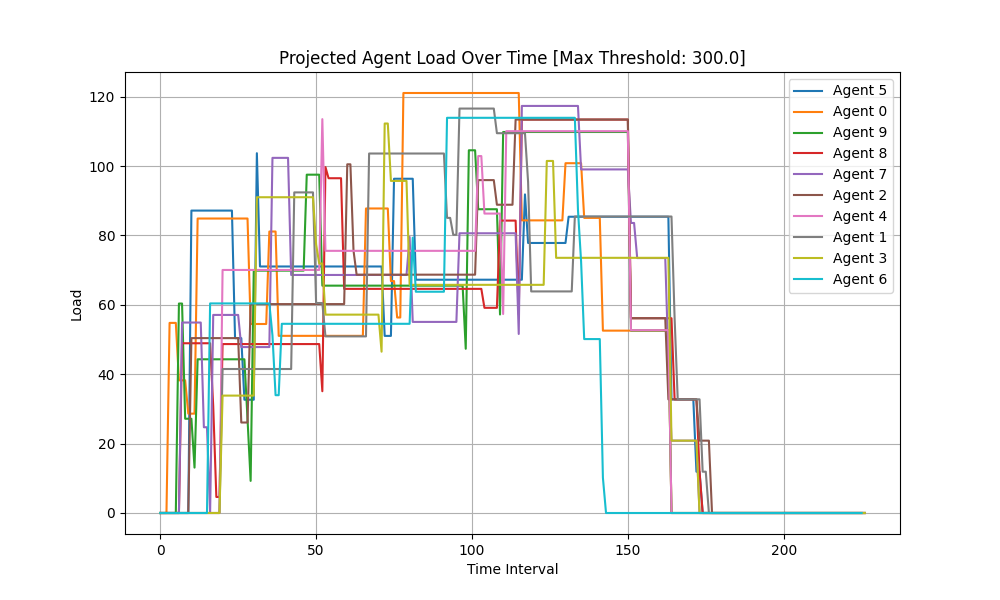 Projected Agent Load Over Time [Max Threshold: 300.0]
Load
120
100
80
60
40
20
0
0 50 100 150 200
Time Interval
Agent 5
Agent 0
Agent 9
Agent 8
Agent 7
Agent 2
Agent 4
Agent 1
Agent 3
Agent 6